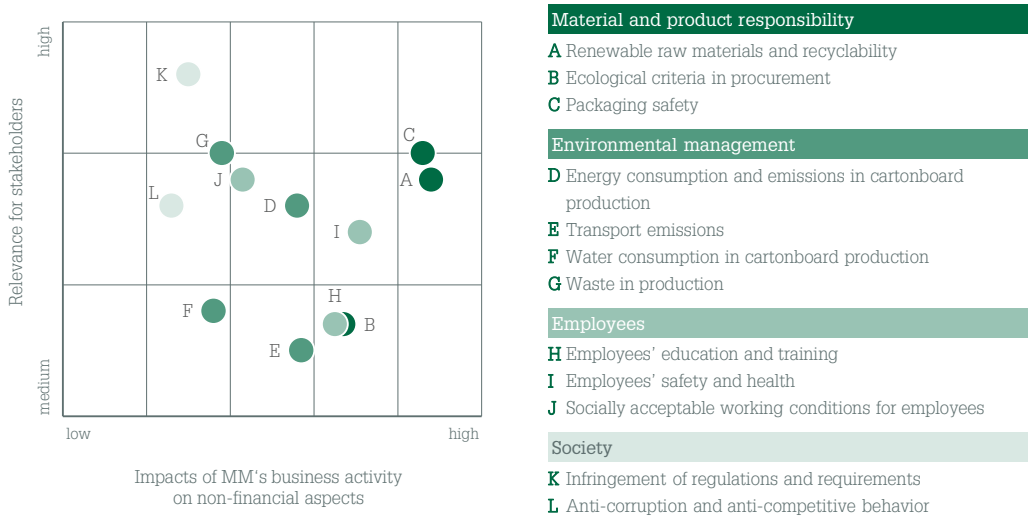 high
Relevance for stakeholders
medium
K
G
C
J
A
L
D
I
H
F
B
E
low
high
Impacts of MM‘s business activity
on non-financial aspects
Material and product responsibility
A Renewable raw materials and recyclability
B Ecological criteria in procurement
C Packaging safety
Environmental management
D Energy consumption and emissions in cartonboard
production
E Transport emissions
F Water consumption in cartonboard production
G Waste in production
Employees
H Employees’ education and training
I Employees’ safety and health
J Socially acceptable working conditions for employees
Society
K Infringement of regulations and requirements
L Anti-corruption and anti-competitive behavior